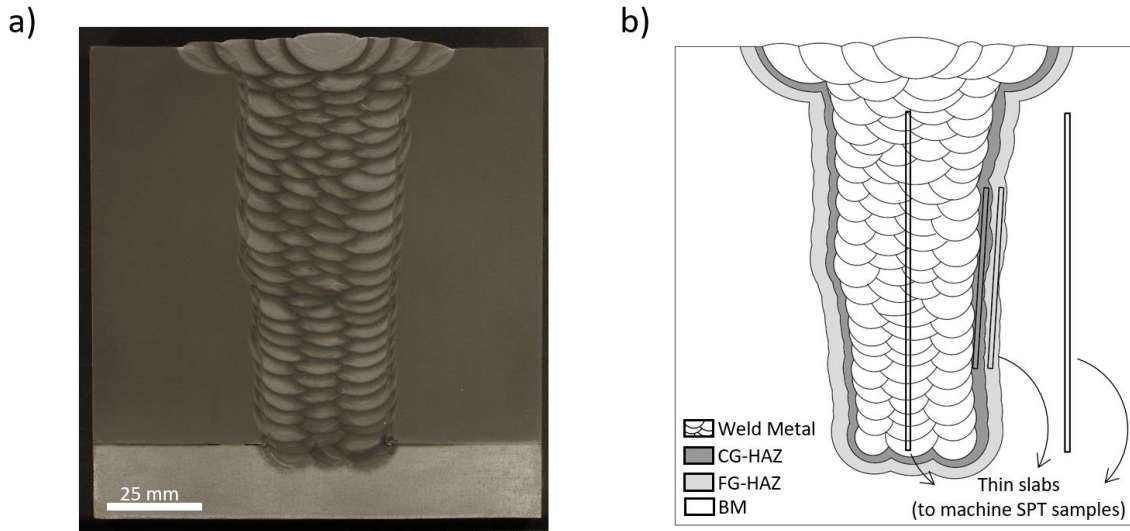 a)
25 mm
b)
Weld Metal
CG-HAZ
FG-HAZ
BM
Thin slabs
(to machine SPT samples)